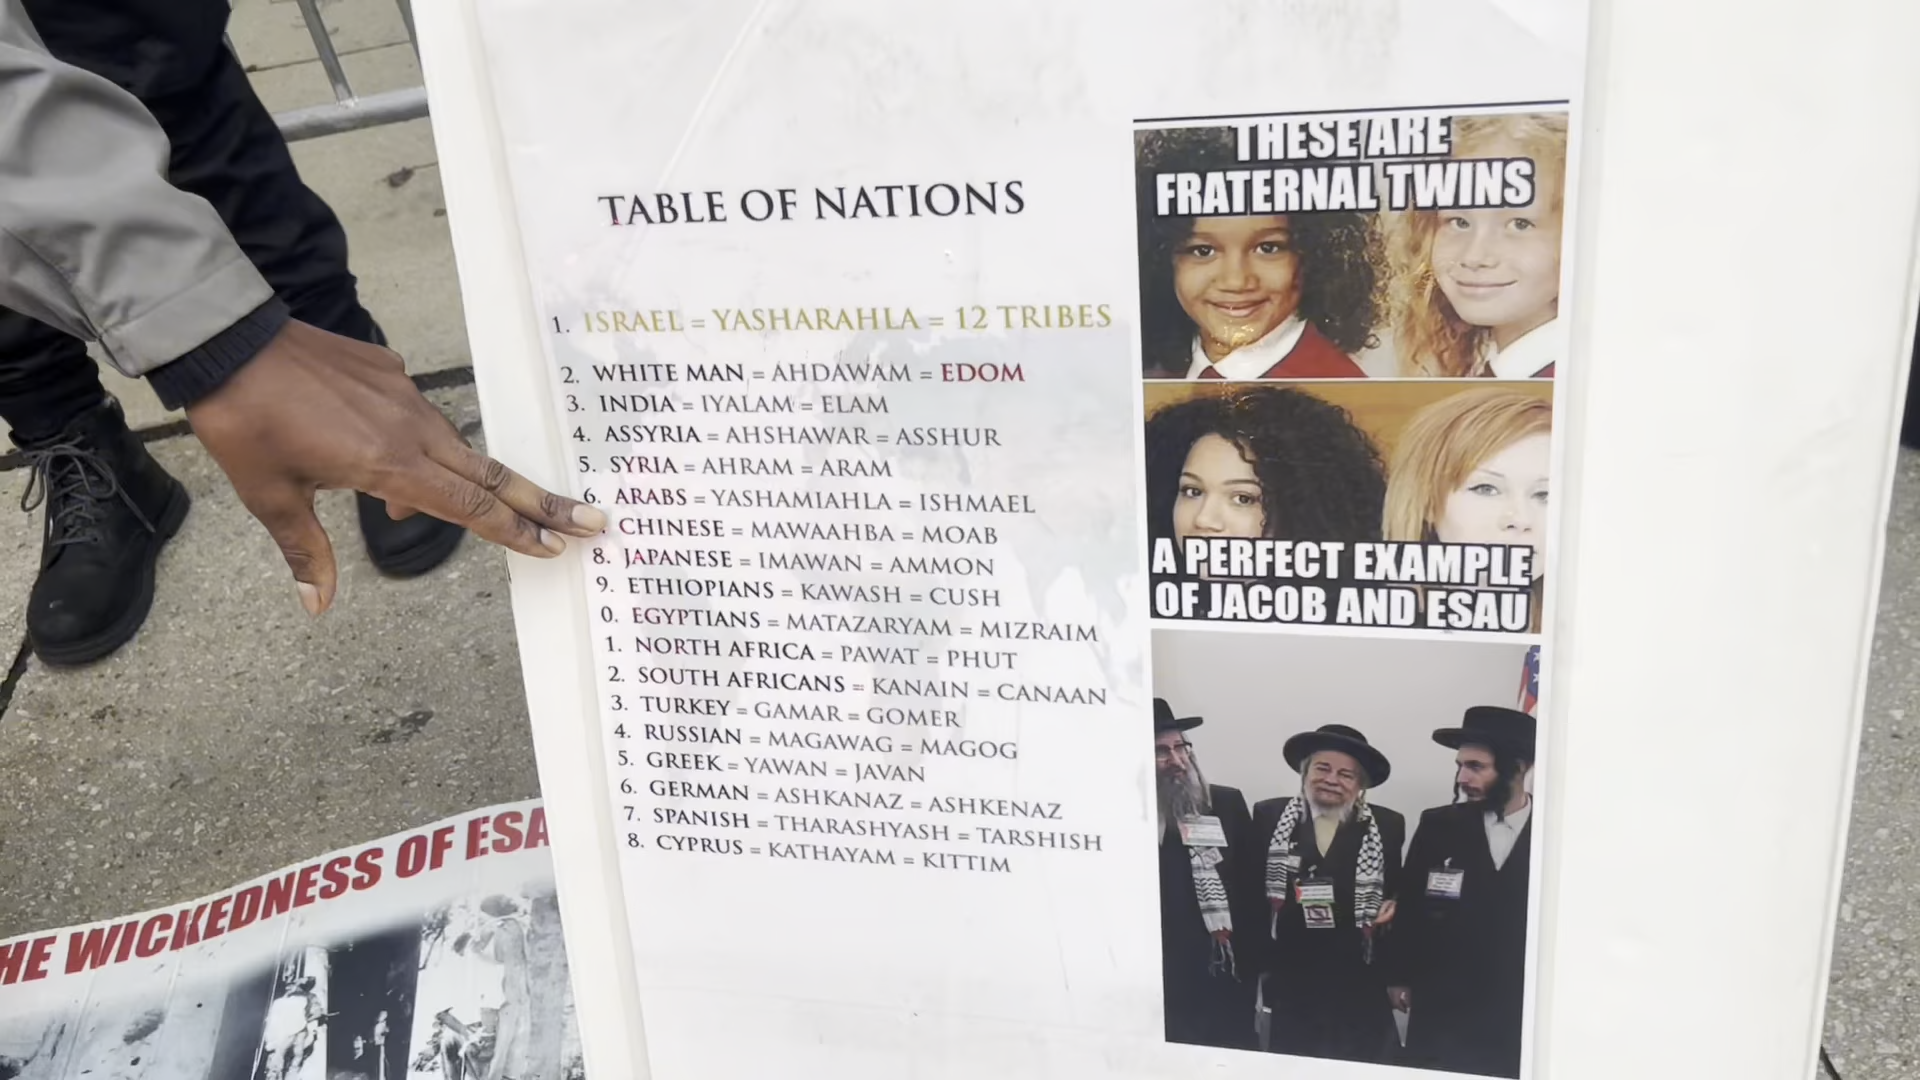 TABLE OF NATIONS
1. ISRAEL = YASHARAHLA = 12 TRIBES
2. WHITE MAN = AHDAWAM = EDOM
3. INDIA = IYALAM = ELAM
4. ASSYRIA = AHSHAWAR = ASSHUR
5. SYRIA = AHRAM = ARAM
6. ARABS = YASHAMIAHLA = ISHMAEL
. CHINESE = MAWAAHBA = MOAB
8. JAPANESE = IMAWAN = AMMON
9. ETHIOPIANS = KAWASH = CUSH
0. EGYPTIANS = MATAZARYAM = MIZRAIM
1. NORTH AFRICA = PAWAT = PHUT
2. SOUTH AFRICANS = KANAIN = CANAAN
3. TURKEY = GAMAR = GOMER
4. RUSSIAN = MAGAWAG = MAGOG
5. GREEK = YAWAN = JAVAN
6. GERMAN = ASHKANAZ = ASHKENAZ
7. SPANISH = THARASHYASH = TARSHISH
8. CYPRUS = KATHAYAM = KITTIM
THESE ARE
FRATERNAL TWINS
A PERFECT EXAMPLE
OF JACOB AND ESAU
HE WICKEDNESS OF ESA